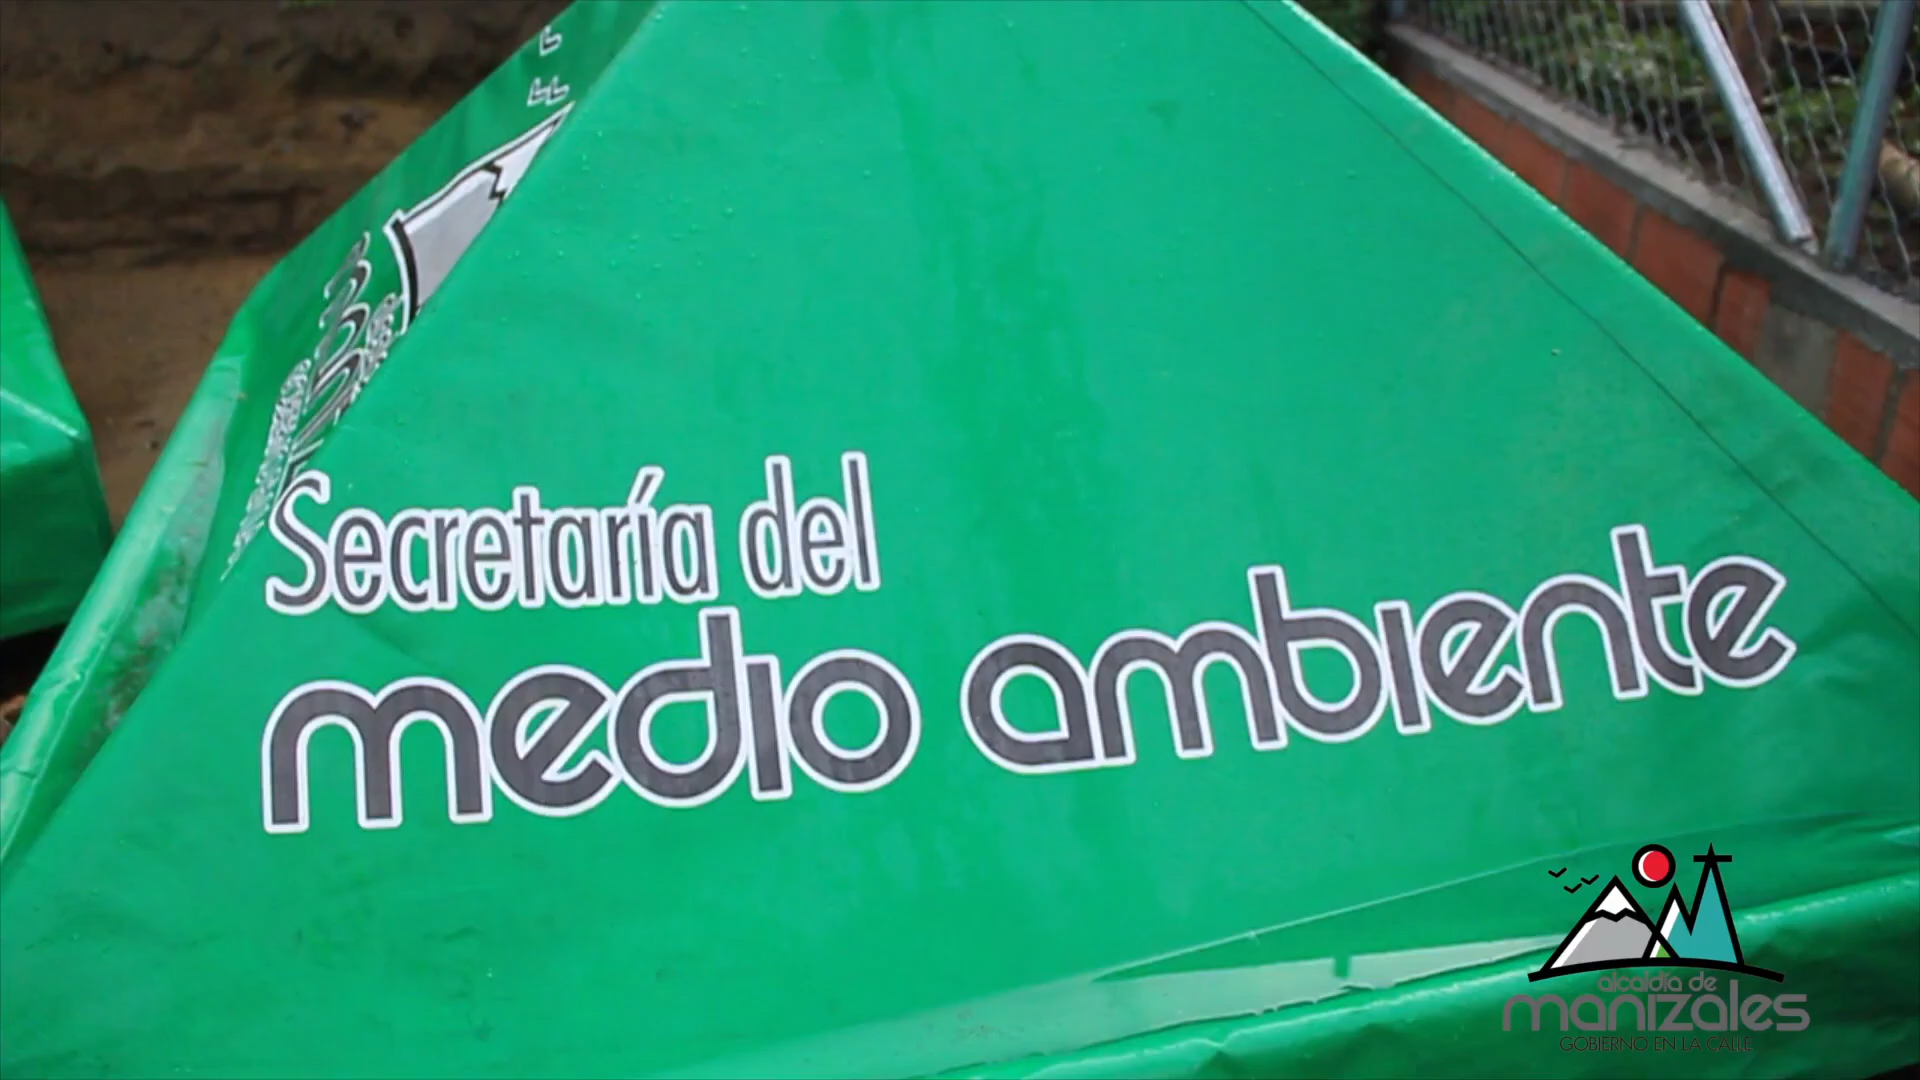 Secretaría del
medio ambiente
alcaldía de
manizales
GOBIERNO EN LA CALLE